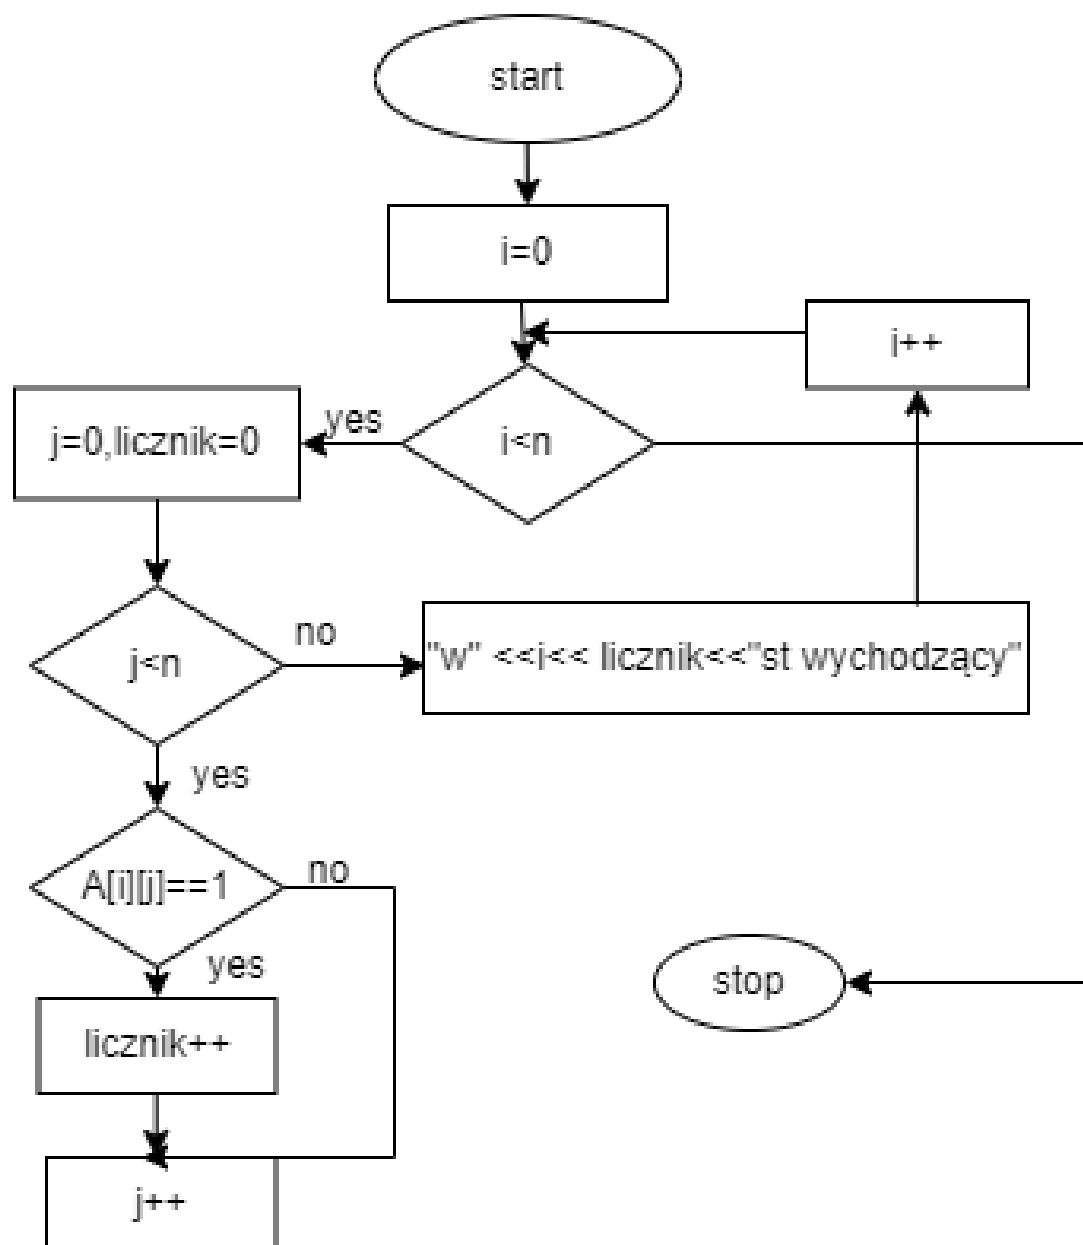 start
i=0
i++
yes
i<n
j=0,licznik=0
no
j<n
"w" <<i<< licznik<<"st wychodzący"
yes
no
A[i][j]==1
yes
stop
licznik++
j++